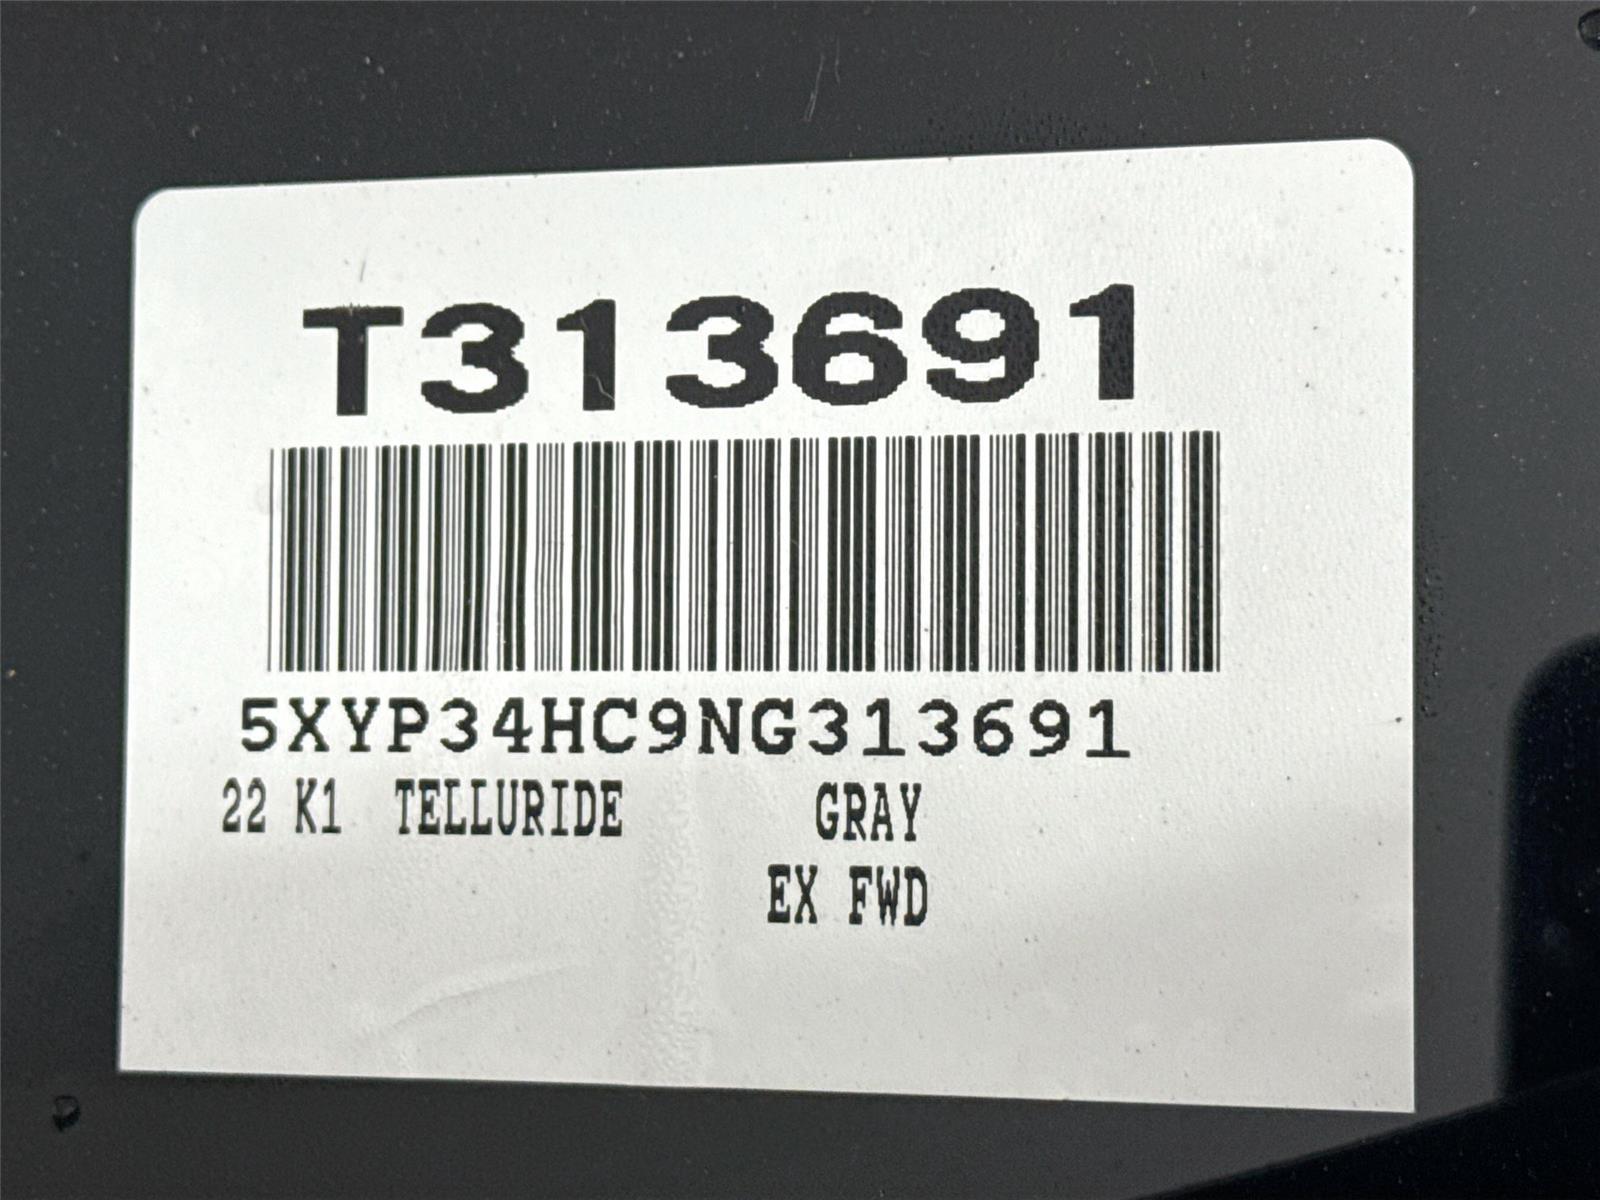 T313691
5XYP34HC9NG313691
22 K1 TELLURIDE GRAY
EX FWD